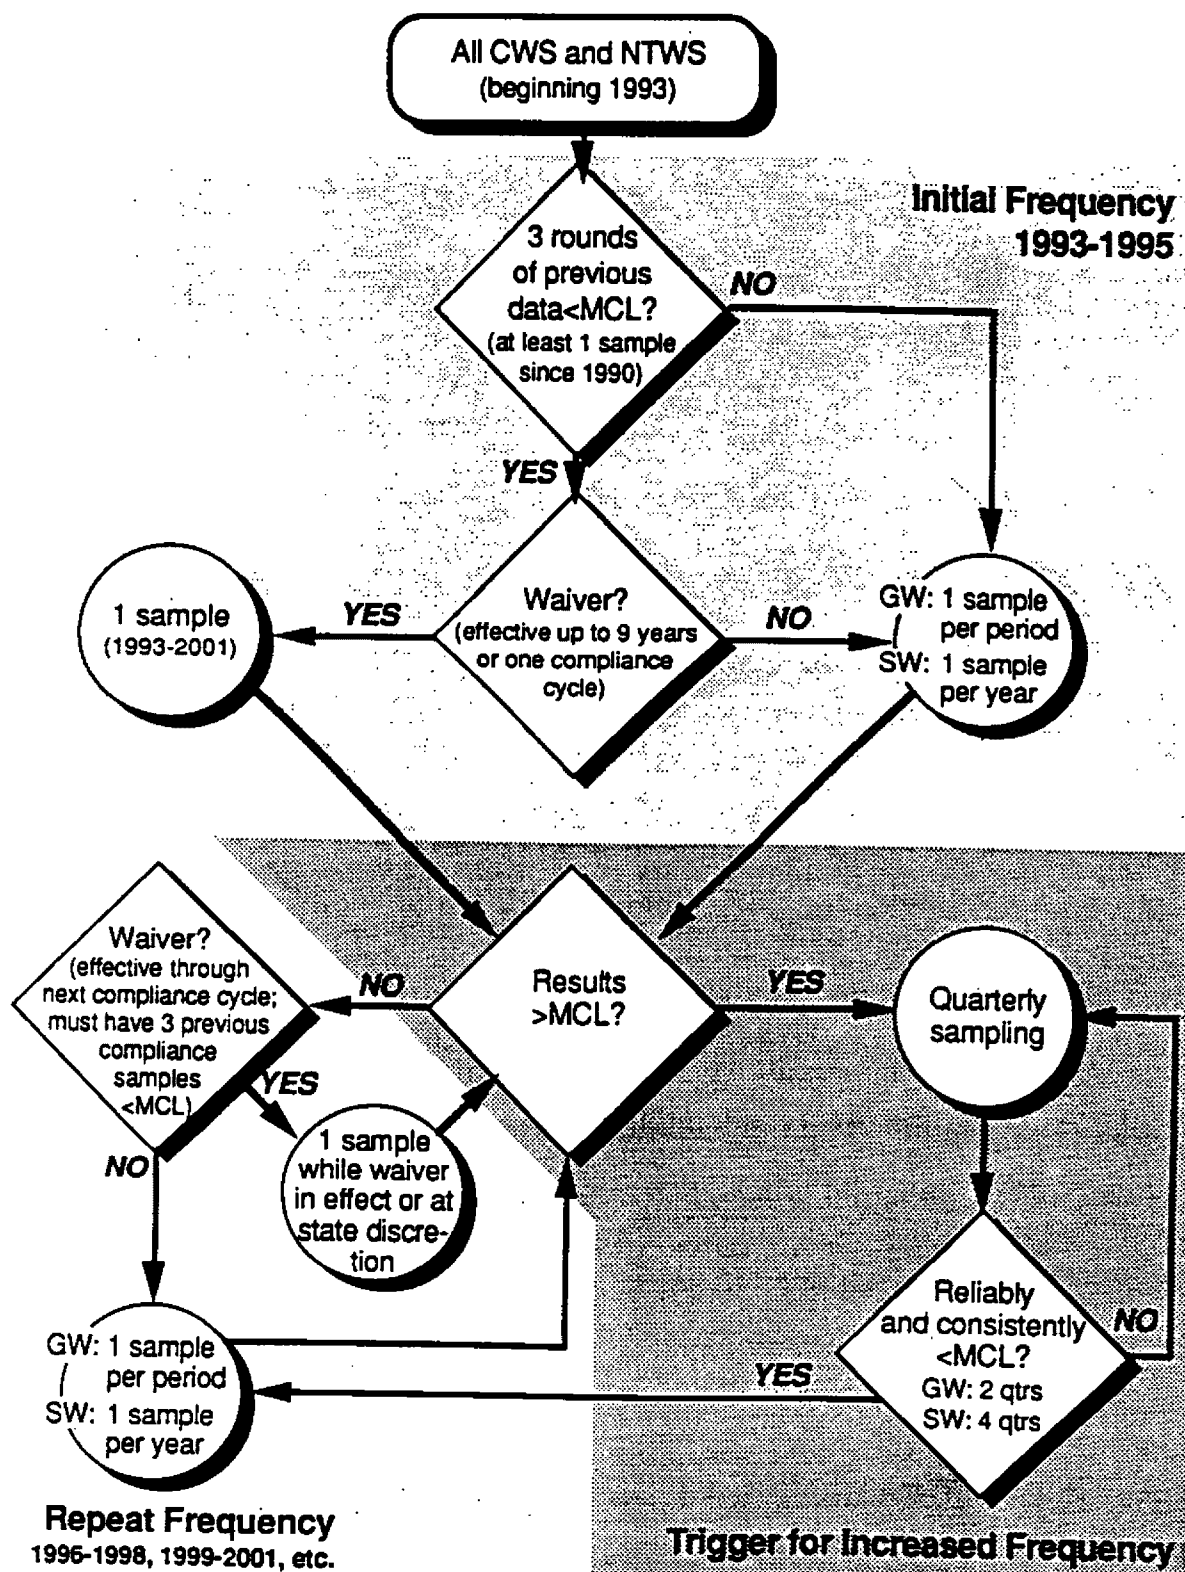 All CWS and NTWS
(beginning 1993)
Initial Frequency
1993-1995
3 rounds
of previous
data<MCL?
(at least 1 sample
since 1990)
NO
YES
Waiver?
(effective up to 9 years
or one compliance
cycle)
YES
NO
1 sample
(1993-2001)
GW: 1 sample
per period
SW: 1 sample
per year
Results
>MCL?
NO
YES
Waiver?
(effective through
next compliance cycle;
must have 3 previous
compliance
samples
<MCL)
YES
NO
1 sample
while waiver
in effect or at
state discre-
tion
Quarterly
sampling
Reliably
and consistently
<MCL?
GW: 2 qtrs
SW: 4 qtrs
NO
YES
GW: 1 sample
per period
SW: 1 sample
per year
Repeat Frequency
1996-1998, 1999-2001, etc.
Trigger for Increased Frequency